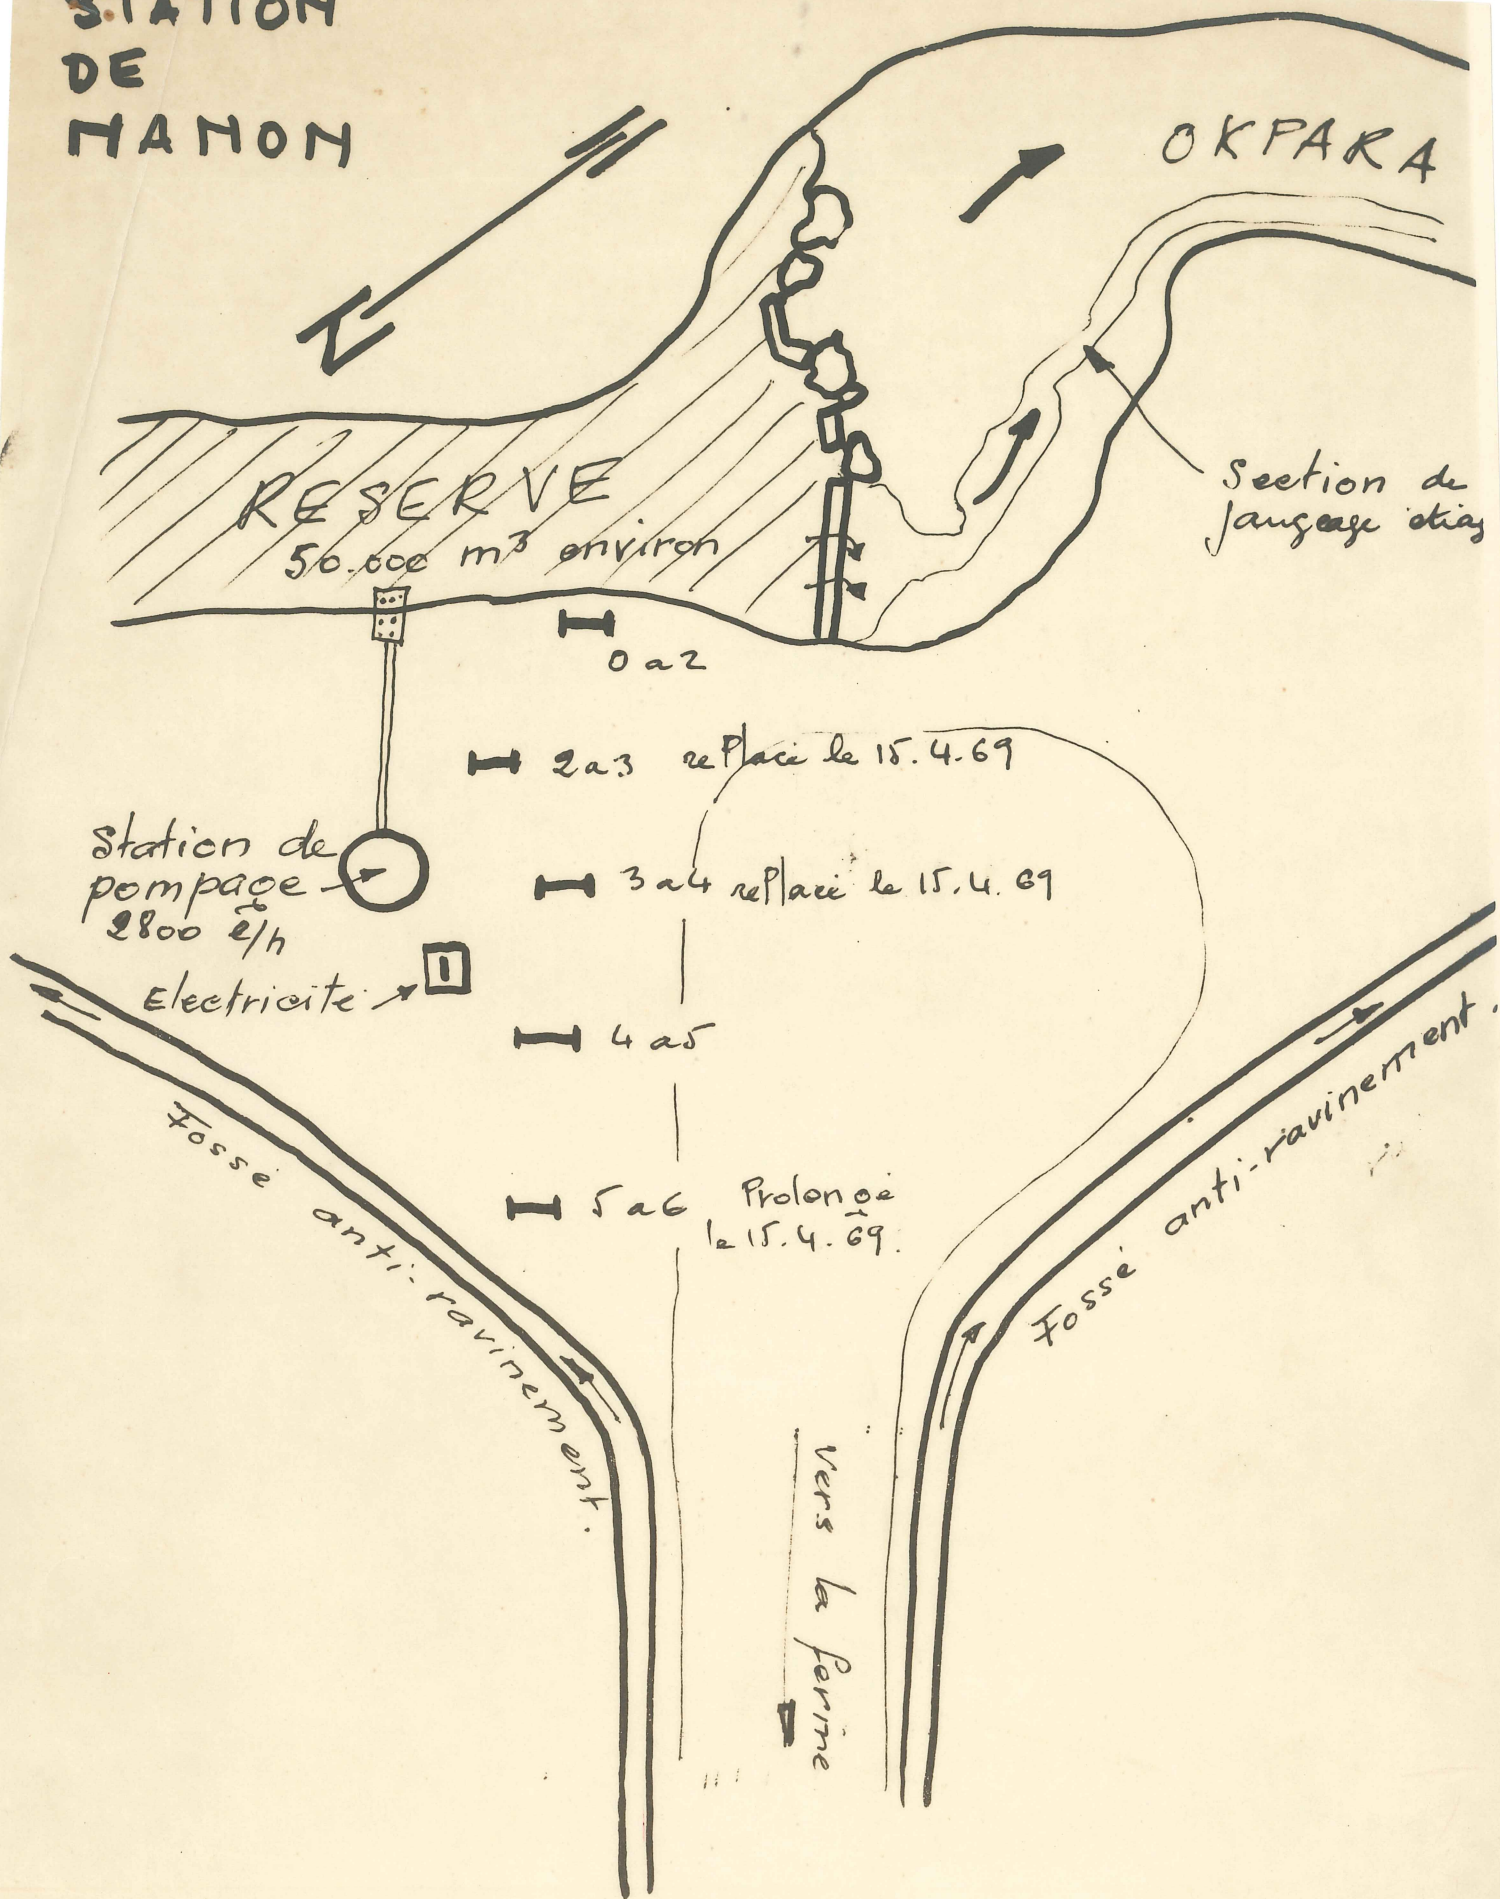 STATION
DE
NANON
OKPARA
RESERVE
50.000 m³ environ
Section de
jaugeage étiag
0 a 2
2 a 3 replacé le 15.4.69
Station de
pompage
2800 l/h
3 a 4 replacé le 15.4.69
Electricité
4 a 5
Fossé anti-ravinement.
Fossé anti-ravinement.
5 a 6 Prolongé
le 15.4.69.
Vers la ferme